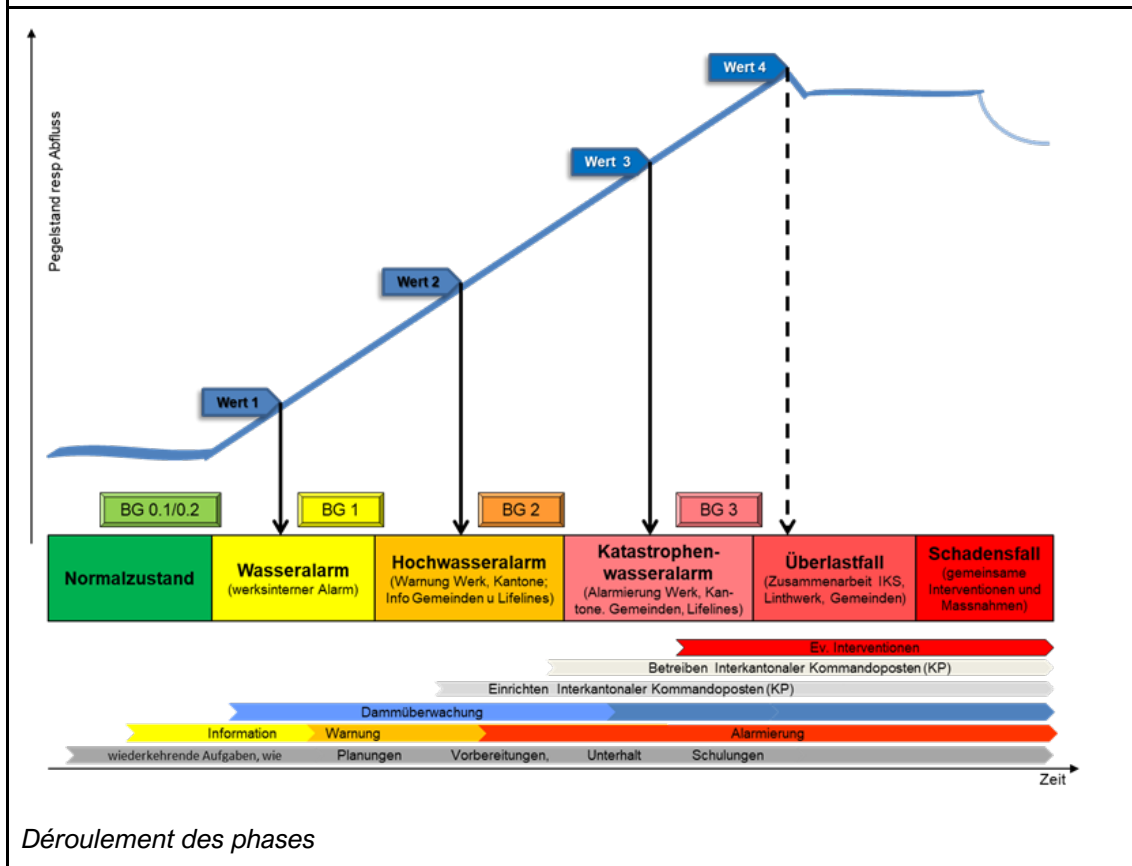 Pegelstand resp Abfluss
Wert 4
Wert 3
Wert 2
Wert 1
BG 0.1/0.2
BG 1
BG 2
BG 3
Normalzustand
Wasseralarm
(werksinterner Alarm)
Hochwasseralarm
(Warnung Werk, Kantone;
Info Gemeinden u Lifelines)
Katastrophen-
wasseralarm
(Alarmierung Werk, Kan-
tone. Gemeinden, Lifelines)
Überlastfall
(Zusammenarbeit IKS,
Linthwerk, Gemeinden)
Schadensfall
(gemeinsame
Interventionen und
Massnahmen)
Ev. Interventionen
Betreiben Interkantonaler Kommandoposten (KP)
Einrichten Interkantonaler Kommandoposten (KP)
Dammüberwachung
Information Warnung Alarmierung
wiederkehrende Aufgaben, wie Planungen Vorbereitungen, Unterhalt Schulungen
Zeit
Déroulement des phases